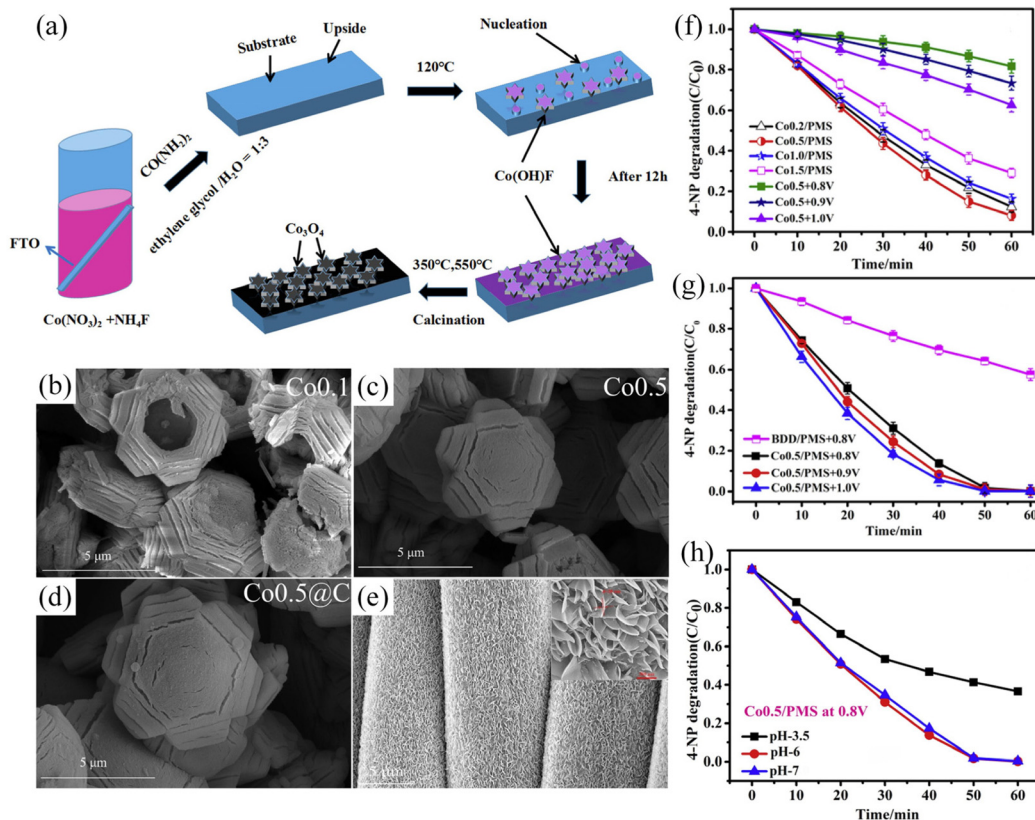 (a)
Substrate
Upside
120℃
Nucleation
CO(NH₂)₂
ethylene glycol /H₂O = 1:3
Co(OH)F
After 12h
FTO
Co₃O₄
350℃,550℃
Calcination
Co(NO₃)₂ +NH₄F
(b)
Co0.1
5 μm
(c)
Co0.5
5 μm
(d)
Co0.5@C
5 μm
(e)
5 μm
(f)
4-NP degradation(C/C₀)
1.0
0.8
0.6
0.4
0.2
0.0
Co0.2/PMS
Co0.5/PMS
Co1.0/PMS
Co1.5/PMS
Co0.5+0.8V
Co0.5+0.9V
Co0.5+1.0V
0 10 20 30 40 50 60
Time/min
(g)
4-NP degradation(C/C₀
1.0
0.8
0.6
0.4
0.2
0.0
BDD/PMS+0.8V
Co0.5/PMS+0.8V
Co0.5/PMS+0.9V
Co0.5/PMS+1.0V
0 10 20 30 40 50 60
Time/min
(h)
4-NP degradation(C/C₀)
1.0
0.8
0.6
0.4
0.2
0.0
Co0.5/PMS at 0.8V
pH-3.5
pH-6
pH-7
0 10 20 30 40 50 60
Time/min